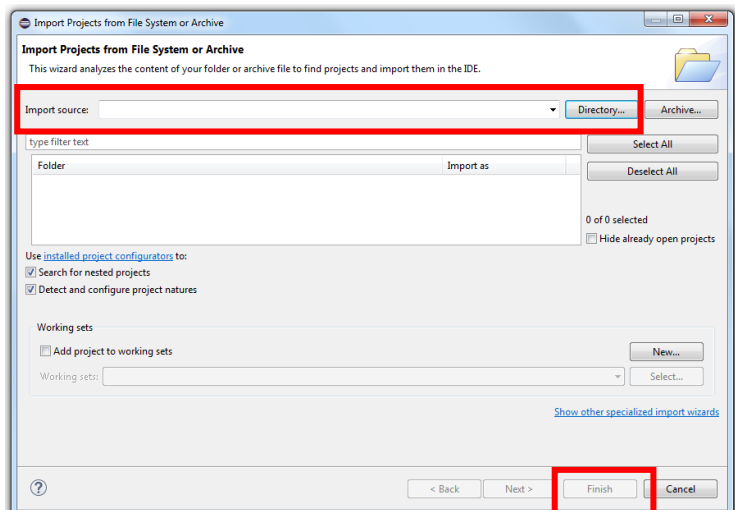 Import Projects from File System or Archive
Import Projects from File System or Archive
This wizard analyzes the content of your folder or archive file to find projects and import them in the IDE.
Import source: Directory... Archive...
type filter text Select All
Folder Import as
Deselect All
0 of 0 selected
Hide already open projects
Use installed project configurators to:
Search for nested projects
Detect and configure project natures
Working sets
Add project to working sets New...
Working sets: Select...
Show other specialized import wizards
? < Back Next > Finish Cancel